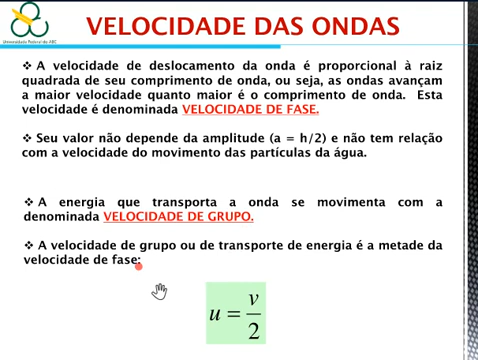 Universidade Federal do ABC
VELOCIDADE DAS ONDAS
❖ A velocidade de deslocamento da onda é proporcional à raiz
quadrada de seu comprimento de onda, ou seja, as ondas avançam
a maior velocidade quanto maior é o comprimento de onda. Esta
velocidade é denominada VELOCIDADE DE FASE.
❖ Seu valor não depende da amplitude (a = h/2) e não tem relação
com a velocidade do movimento das partículas da água.
❖ A energia que transporta a onda se movimenta com a
denominada VELOCIDADE DE GRUPO.
❖ A velocidade de grupo ou de transporte de energia é a metade da
velocidade de fase:
u = v/2